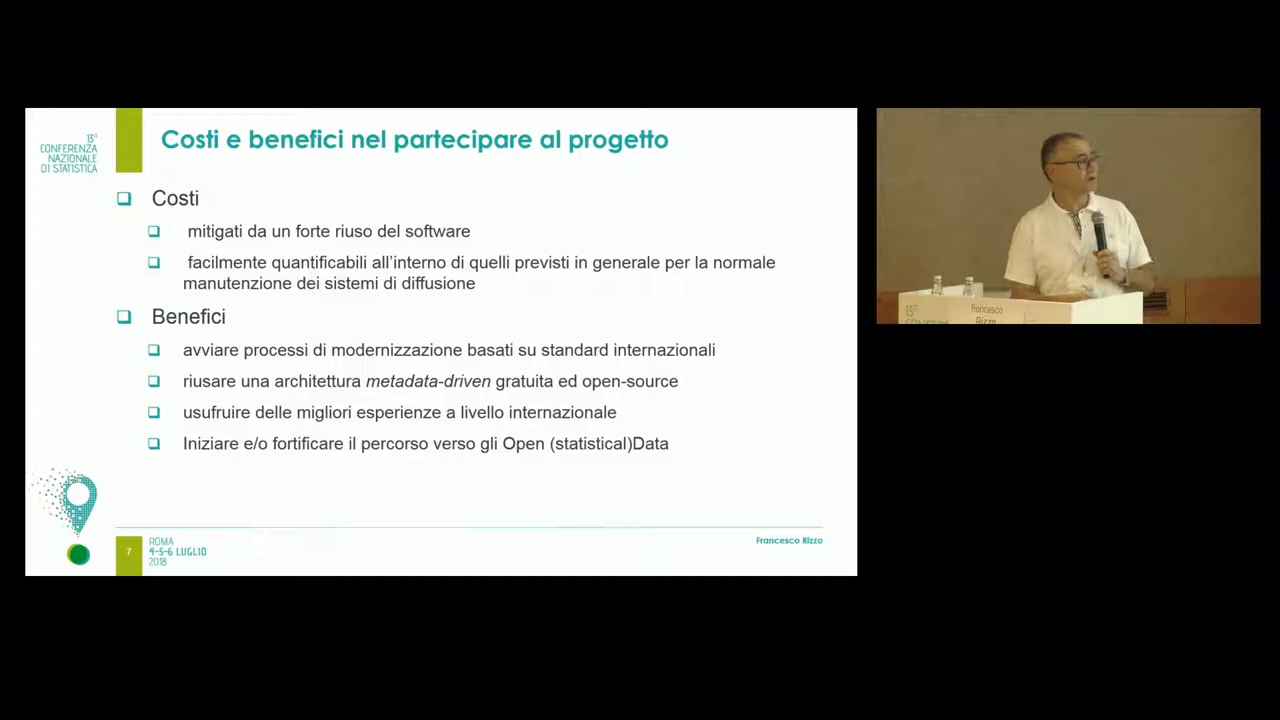 13°
CONFERENZA
NAZIONALE
DI STATISTICA
Costi e benefici nel partecipare al progetto
Costi
mitigati da un forte riuso del software
facilmente quantificabili all'interno di quelli previsti in generale per la normale
manutenzione dei sistemi di diffusione
Benefici
avviare processi di modernizzazione basati su standard internazionali
riusare una architettura metadata-driven gratuita ed open-source
usufruire delle migliori esperienze a livello internazionale
Iniziare e/o fortificare il percorso verso gli Open (statistical)Data
7
ROMA
4-5-6 LUGLIO
2018
Francesco Rizzo
13°
Francesco
Rizzo